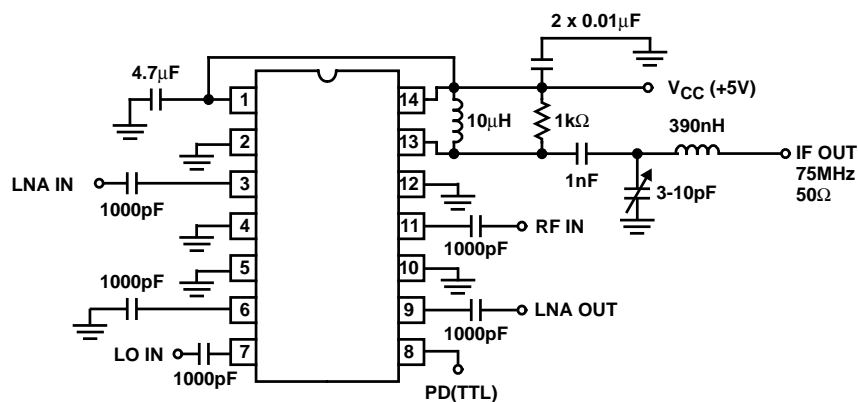 2 x 0.01μF
4.7μF
VCC (+5V)
1
14
10μH
1kΩ
390nH
2
13
IF OUT
75MHz
50Ω
1nF
LNA IN
3
12
3-10pF
1000pF
4
11
RF IN
1000pF
1000pF
5
10
6
9
LNA OUT
1000pF
LO IN
7
8
1000pF
PD(TTL)